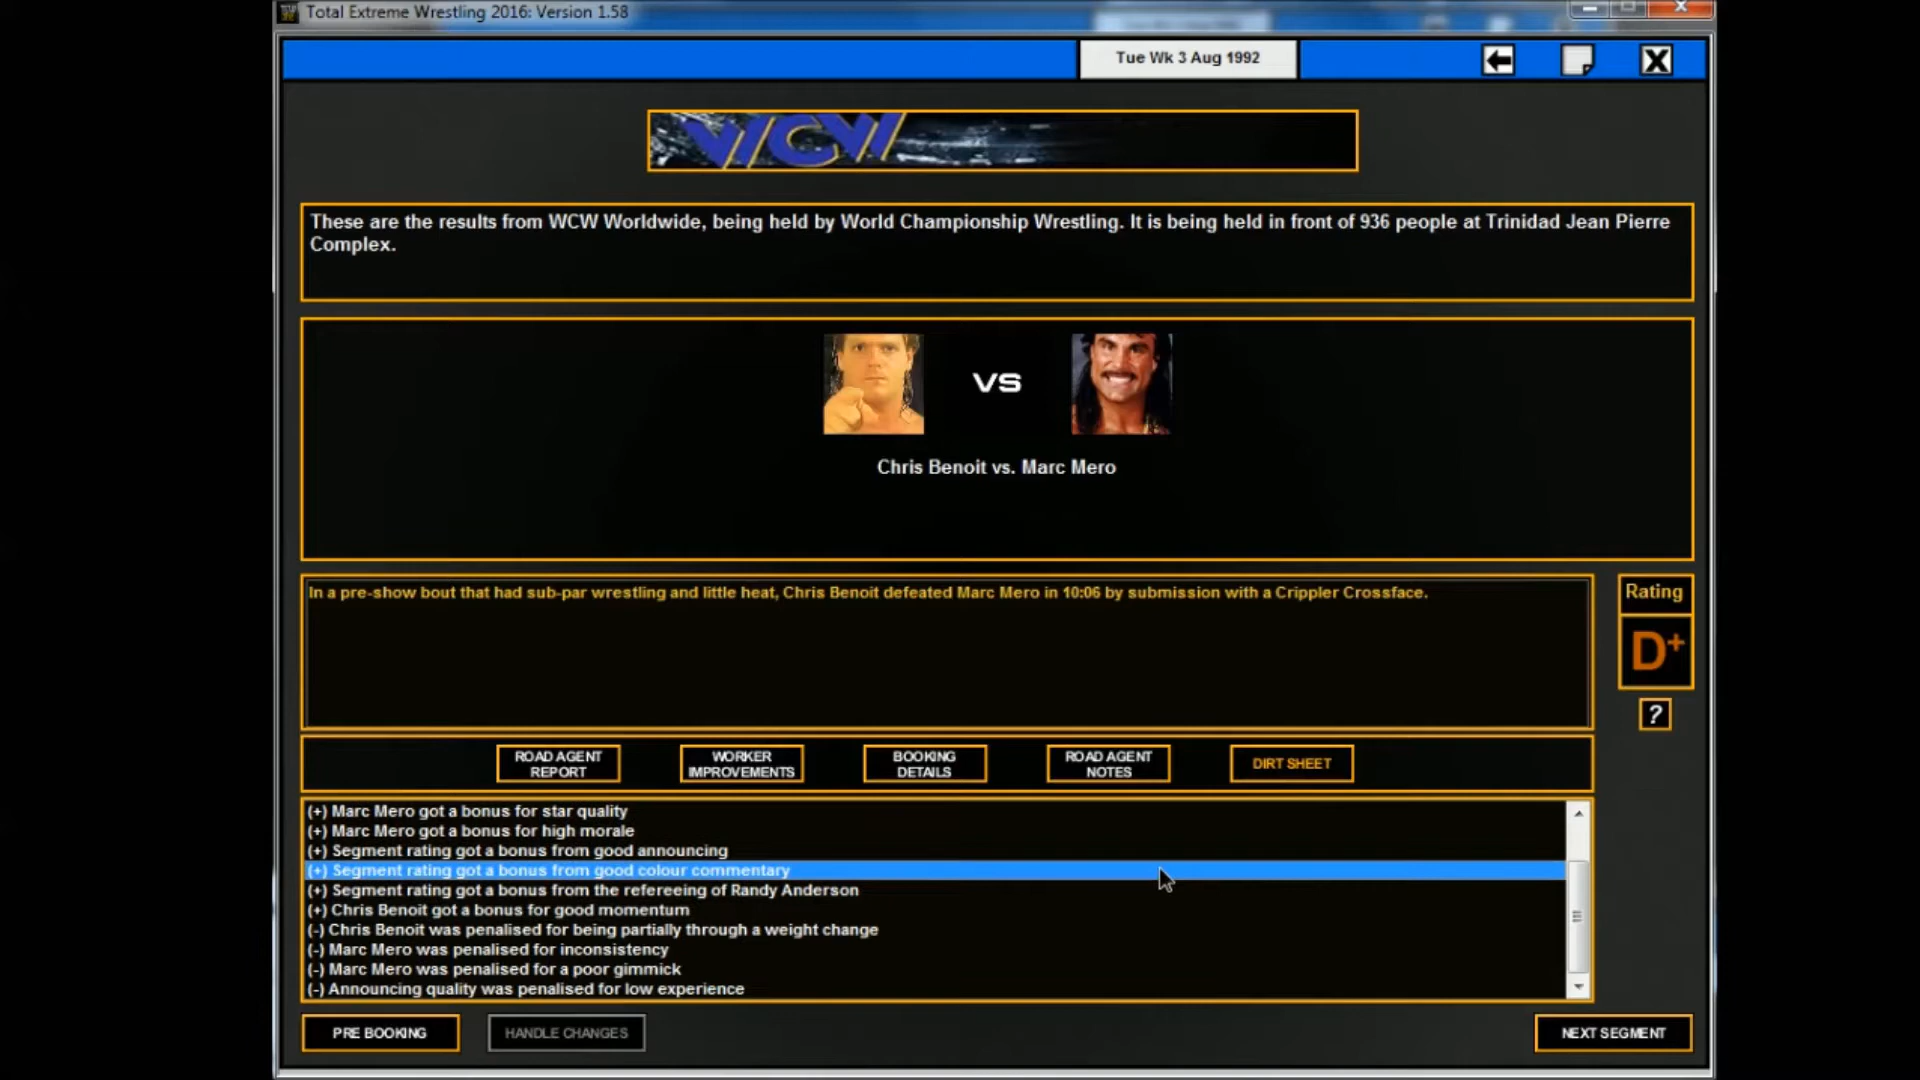 Total Extreme Wrestling 2016: Version 1.58
Tue Wk 3 Aug 1992
WCW
These are the results from WCW Worldwide, being held by World Championship Wrestling. It is being held in front of 936 people at Trinidad Jean Pierre
Complex.
VS
Chris Benoit vs. Marc Mero
In a pre-show bout that had sub-par wrestling and little heat, Chris Benoit defeated Marc Mero in 10:06 by submission with a Crippler Crossface.
Rating
D+
?
ROAD AGENT
REPORT
WORKER
IMPROVEMENTS
BOOKING
DETAILS
ROAD AGENT
NOTES
DIRT SHEET
(+) Marc Mero got a bonus for star quality
(+) Marc Mero got a bonus for high morale
(+) Segment rating got a bonus from good announcing
(+) Segment rating got a bonus from good colour commentary
(+) Segment rating got a bonus from the refereeing of Randy Anderson
(+) Chris Benoit got a bonus for good momentum
(-) Chris Benoit was penalised for being partially through a weight change
(-) Marc Mero was penalised for inconsistency
(-) Marc Mero was penalised for a poor gimmick
(-) Announcing quality was penalised for low experience
PRE BOOKING
HANDLE CHANGES
NEXT SEGMENT